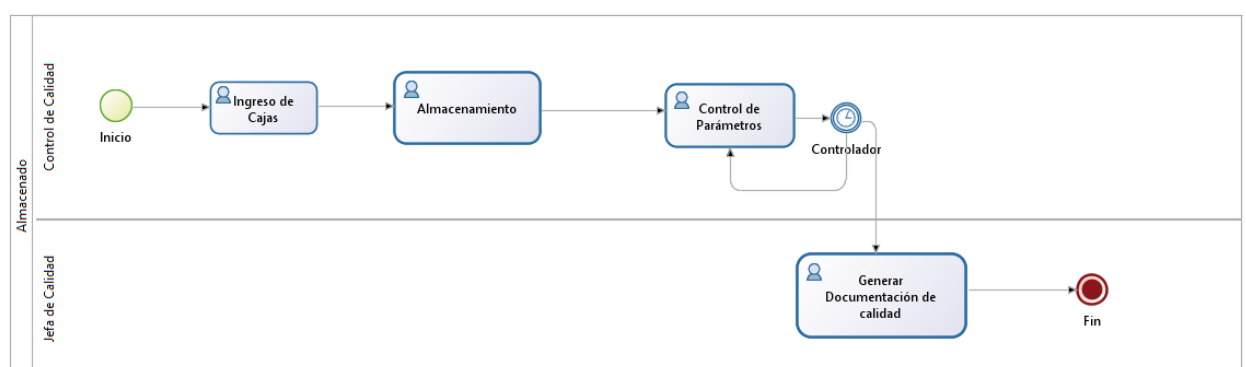 Almacenado
Control de Calidad
Inicio
Ingreso de
Cajas
Almacenamiento
Control de
Parámetros
Controlador
Jefa de Calidad
Generar
Documentación de
calidad
Fin